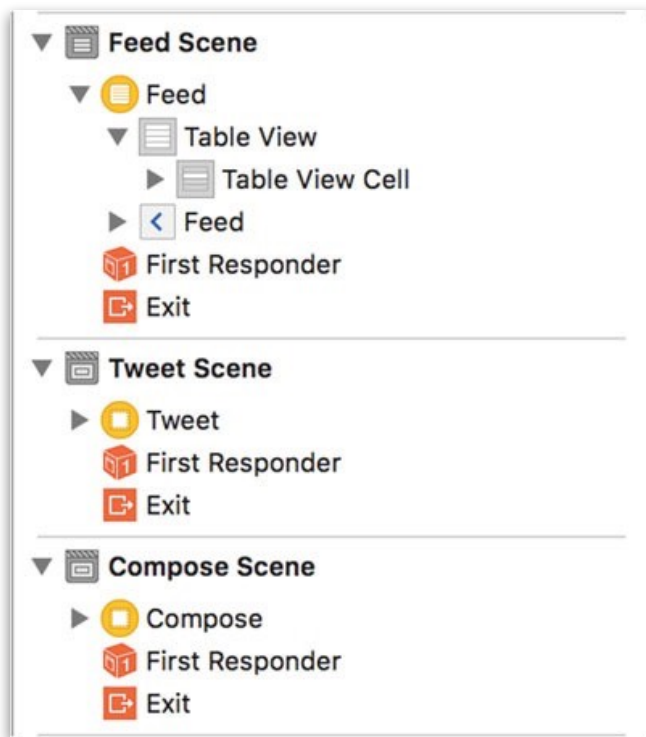 Feed Scene
Feed
Table View
Table View Cell
Feed
First Responder
Exit
Tweet Scene
Tweet
First Responder
Exit
Compose Scene
Compose
First Responder
Exit